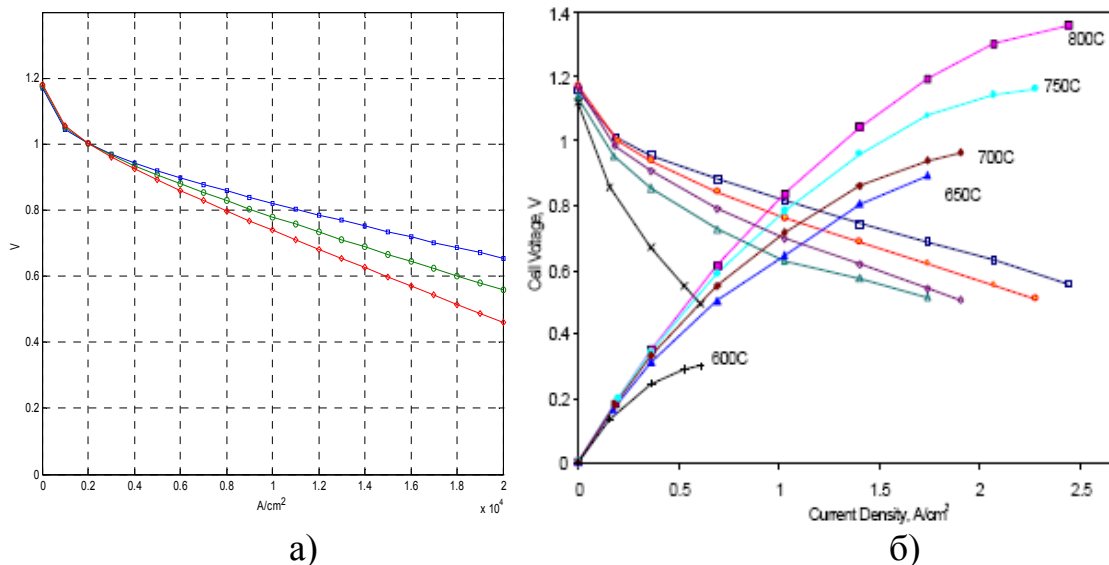 1.2
1
0.8
0.6
0.4
0.2
0
V
0 0.2 0.4 0.6 0.8 1 1.2 1.4 1.6 1.8 2
A/cm2
x 10⁴
а)
1.4
1.2
1.0
0.8
0.6
0.4
0.2
0
Cell Voltage, V
800C
750C
700C
650C
600C
0 0.5 1 1.5 2 2.5
Current Density, A/cm²
б)